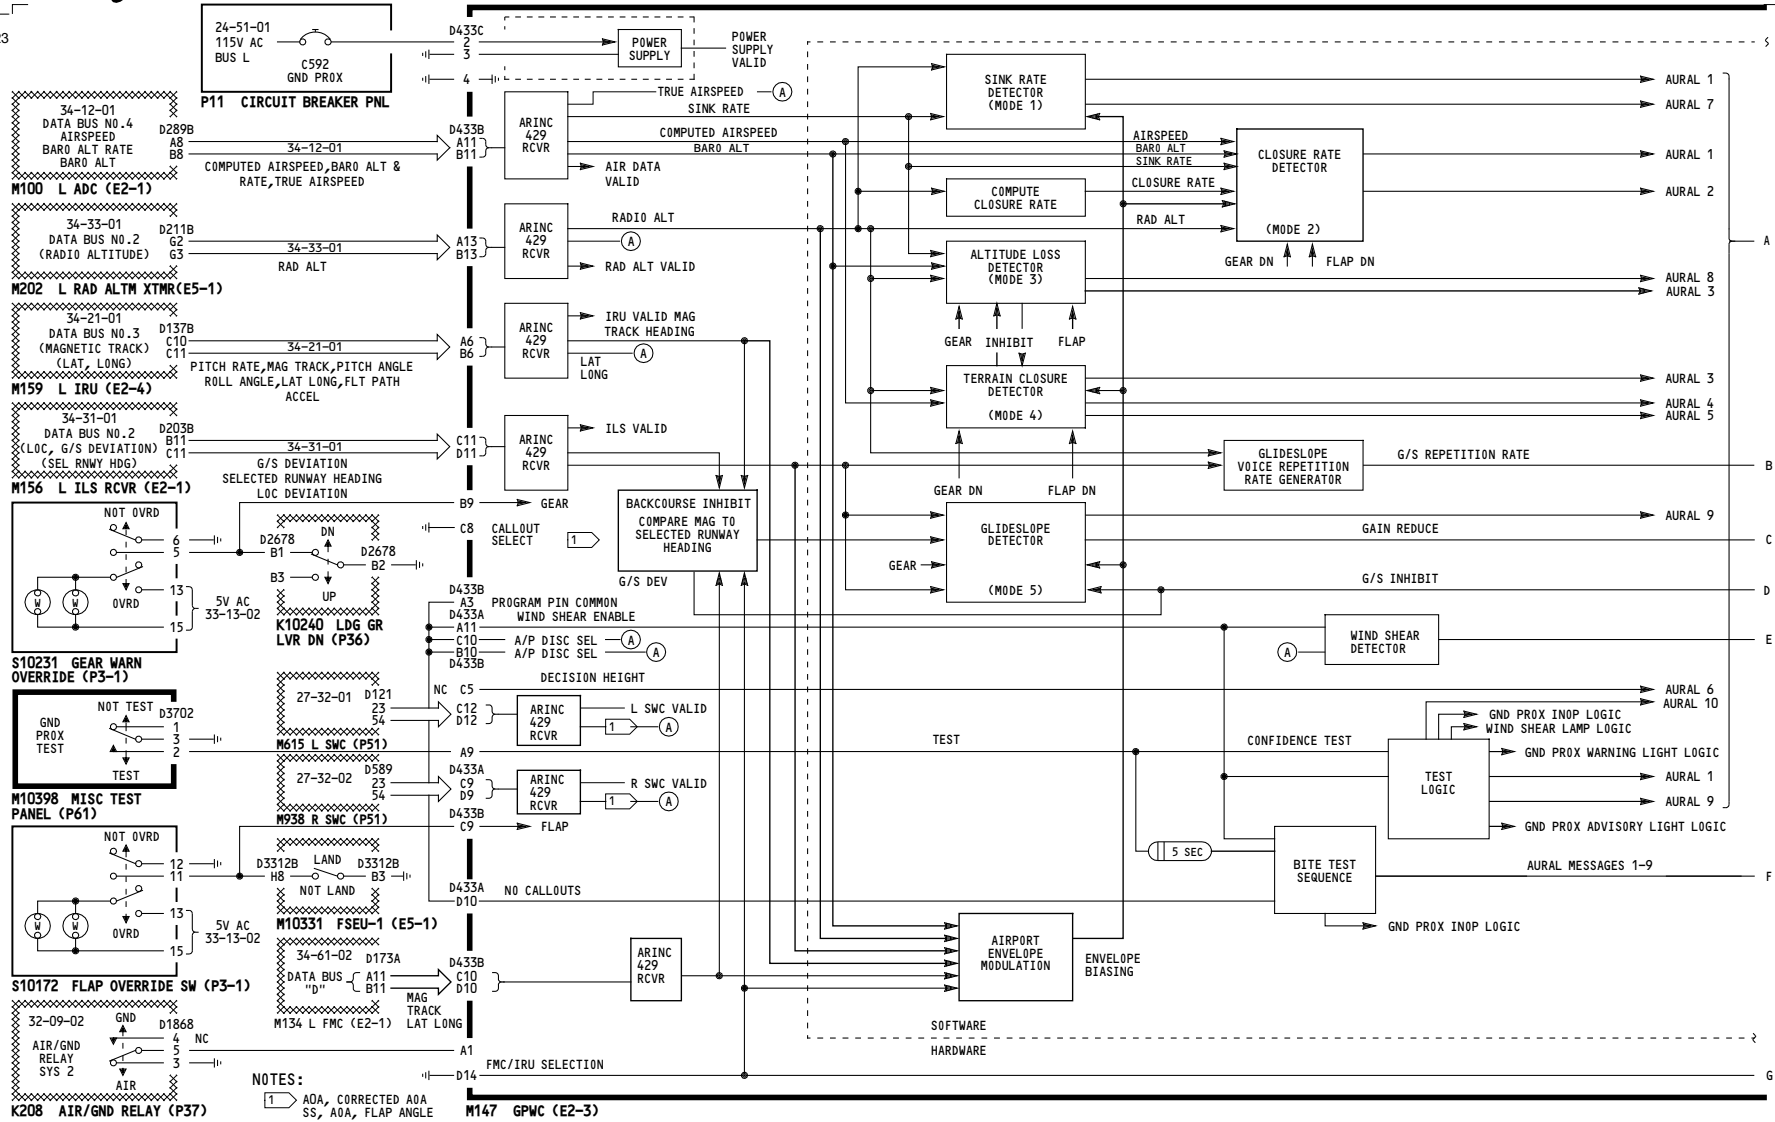 23
24-51-01
115V AC
BUS L
C592
GND PROX
P11 CIRCUIT BREAKER PNL
D433C
2
3
4
POWER
SUPPLY
POWER
SUPPLY
VALID
34-12-01
DATA BUS NO.4
AIRSPEED
BARO ALT RATE
BARO ALT
D289B
A8
B8
M100 L ADC (E2-1)
34-12-01
COMPUTED AIRSPEED,BARO ALT &
RATE,TRUE AIRSPEED
D433B
A11
B11
ARINC
429
RCVR
TRUE AIRSPEED
A
SINK RATE
COMPUTED AIRSPEED
BARO ALT
AIR DATA
VALID
34-33-01
DATA BUS NO.2
(RADIO ALTITUDE)
D211B
G2
G3
M202 L RAD ALTM XTMR(E5-1)
34-33-01
RAD ALT
A13
B13
ARINC
429
RCVR
RADIO ALT
A
RAD ALT VALID
34-21-01
DATA BUS NO.3
(MAGNETIC TRACK)
(LAT, LONG)
D137B
C10
C11
M159 L IRU (E2-4)
34-21-01
PITCH RATE,MAG TRACK,PITCH ANGLE
ROLL ANGLE,LAT LONG,FLT PATH
ACCEL
A6
B6
ARINC
429
RCVR
IRU VALID MAG
TRACK HEADING
A
LAT
LONG
34-31-01
DATA BUS NO.2
(LOC, G/S DEVIATION)
(SEL RNWY HDG)
D203B
B11
C11
M156 L ILS RCVR (E2-1)
34-31-01
G/S DEVIATION
SELECTED RUNWAY HEADING
LOC DEVIATION
C11
D11
ARINC
429
RCVR
ILS VALID
B9
GEAR
C8
CALLOUT
SELECT
1
NOT OVRD
6
5
13
15
OVRD
W
W
5V AC
33-13-02
S10231 GEAR WARN
OVERRIDE (P3-1)
D2678
B1
DN
D2678
B2
B3
UP
K10240 LDG GR
LVR DN (P36)
BACKCOURSE INHIBIT
COMPARE MAG TO
SELECTED RUNWAY
HEADING
G/S DEV
D433B
A3
PROGRAM PIN COMMON
D433A
WIND SHEAR ENABLE
A11
C10
A/P DISC SEL
A
B10
A/P DISC SEL
A
D433B
NC C5
DECISION HEIGHT
GND
PROX
TEST
NOT TEST
D3702
1
3
2
TEST
M10398 MISC TEST
PANEL (P61)
27-32-01
D121
23
54
M615 L SWC (P51)
C12
D12
ARINC
429
RCVR
L SWC VALID
1
A
A9
TEST
27-32-02
D589
23
54
M938 R SWC (P51)
D433A
C9
D9
ARINC
429
RCVR
R SWC VALID
1
A
D433B
C9
FLAP
NOT OVRD
12
11
13
15
OVRD
W
W
5V AC
33-13-02
S10172 FLAP OVERRIDE SW (P3-1)
D3312B
H8
LAND
D3312B
B3
NOT LAND
M10331 FSEU-1 (E5-1)
D433A
D10
NO CALLOUTS
34-61-02
D173A
DATA BUS
"D"
A11
B11
M134 L FMC (E2-1)
MAG
TRACK
LAT LONG
D433B
C10
D10
ARINC
429
RCVR
32-09-02
GND
D1868
4
NC
5
3
AIR/GND
RELAY
SYS 2
AIR
K208 AIR/GND RELAY (P37)
A1
D14
FMC/IRU SELECTION
NOTES:
1
AOA, CORRECTED AOA
SS, AOA, FLAP ANGLE
M147 GPWC (E2-3)
SINK RATE
DETECTOR
(MODE 1)
AURAL 1
AURAL 7
AIRSPEED
BARO ALT
SINK RATE
CLOSURE RATE
DETECTOR
(MODE 2)
AURAL 1
AURAL 2
COMPUTE
CLOSURE RATE
CLOSURE RATE
RAD ALT
GEAR DN
FLAP DN
A
ALTITUDE LOSS
DETECTOR
(MODE 3)
AURAL 8
AURAL 3
GEAR
INHIBIT
FLAP
TERRAIN CLOSURE
DETECTOR
(MODE 4)
AURAL 3
AURAL 4
AURAL 5
GEAR DN
FLAP DN
GLIDESLOPE
VOICE REPETITION
RATE GENERATOR
G/S REPETITION RATE
B
GLIDESLOPE
DETECTOR
(MODE 5)
GEAR
AURAL 9
GAIN REDUCE
C
G/S INHIBIT
D
A
WIND SHEAR
DETECTOR
E
AURAL 6
AURAL 10
GND PROX INOP LOGIC
WIND SHEAR LAMP LOGIC
CONFIDENCE TEST
TEST
LOGIC
GND PROX WARNING LIGHT LOGIC
AURAL 1
AURAL 9
GND PROX ADVISORY LIGHT LOGIC
5 SEC
BITE TEST
SEQUENCE
AURAL MESSAGES 1-9
F
GND PROX INOP LOGIC
AIRPORT
ENVELOPE
MODULATION
ENVELOPE
BIASING
SOFTWARE
HARDWARE
G